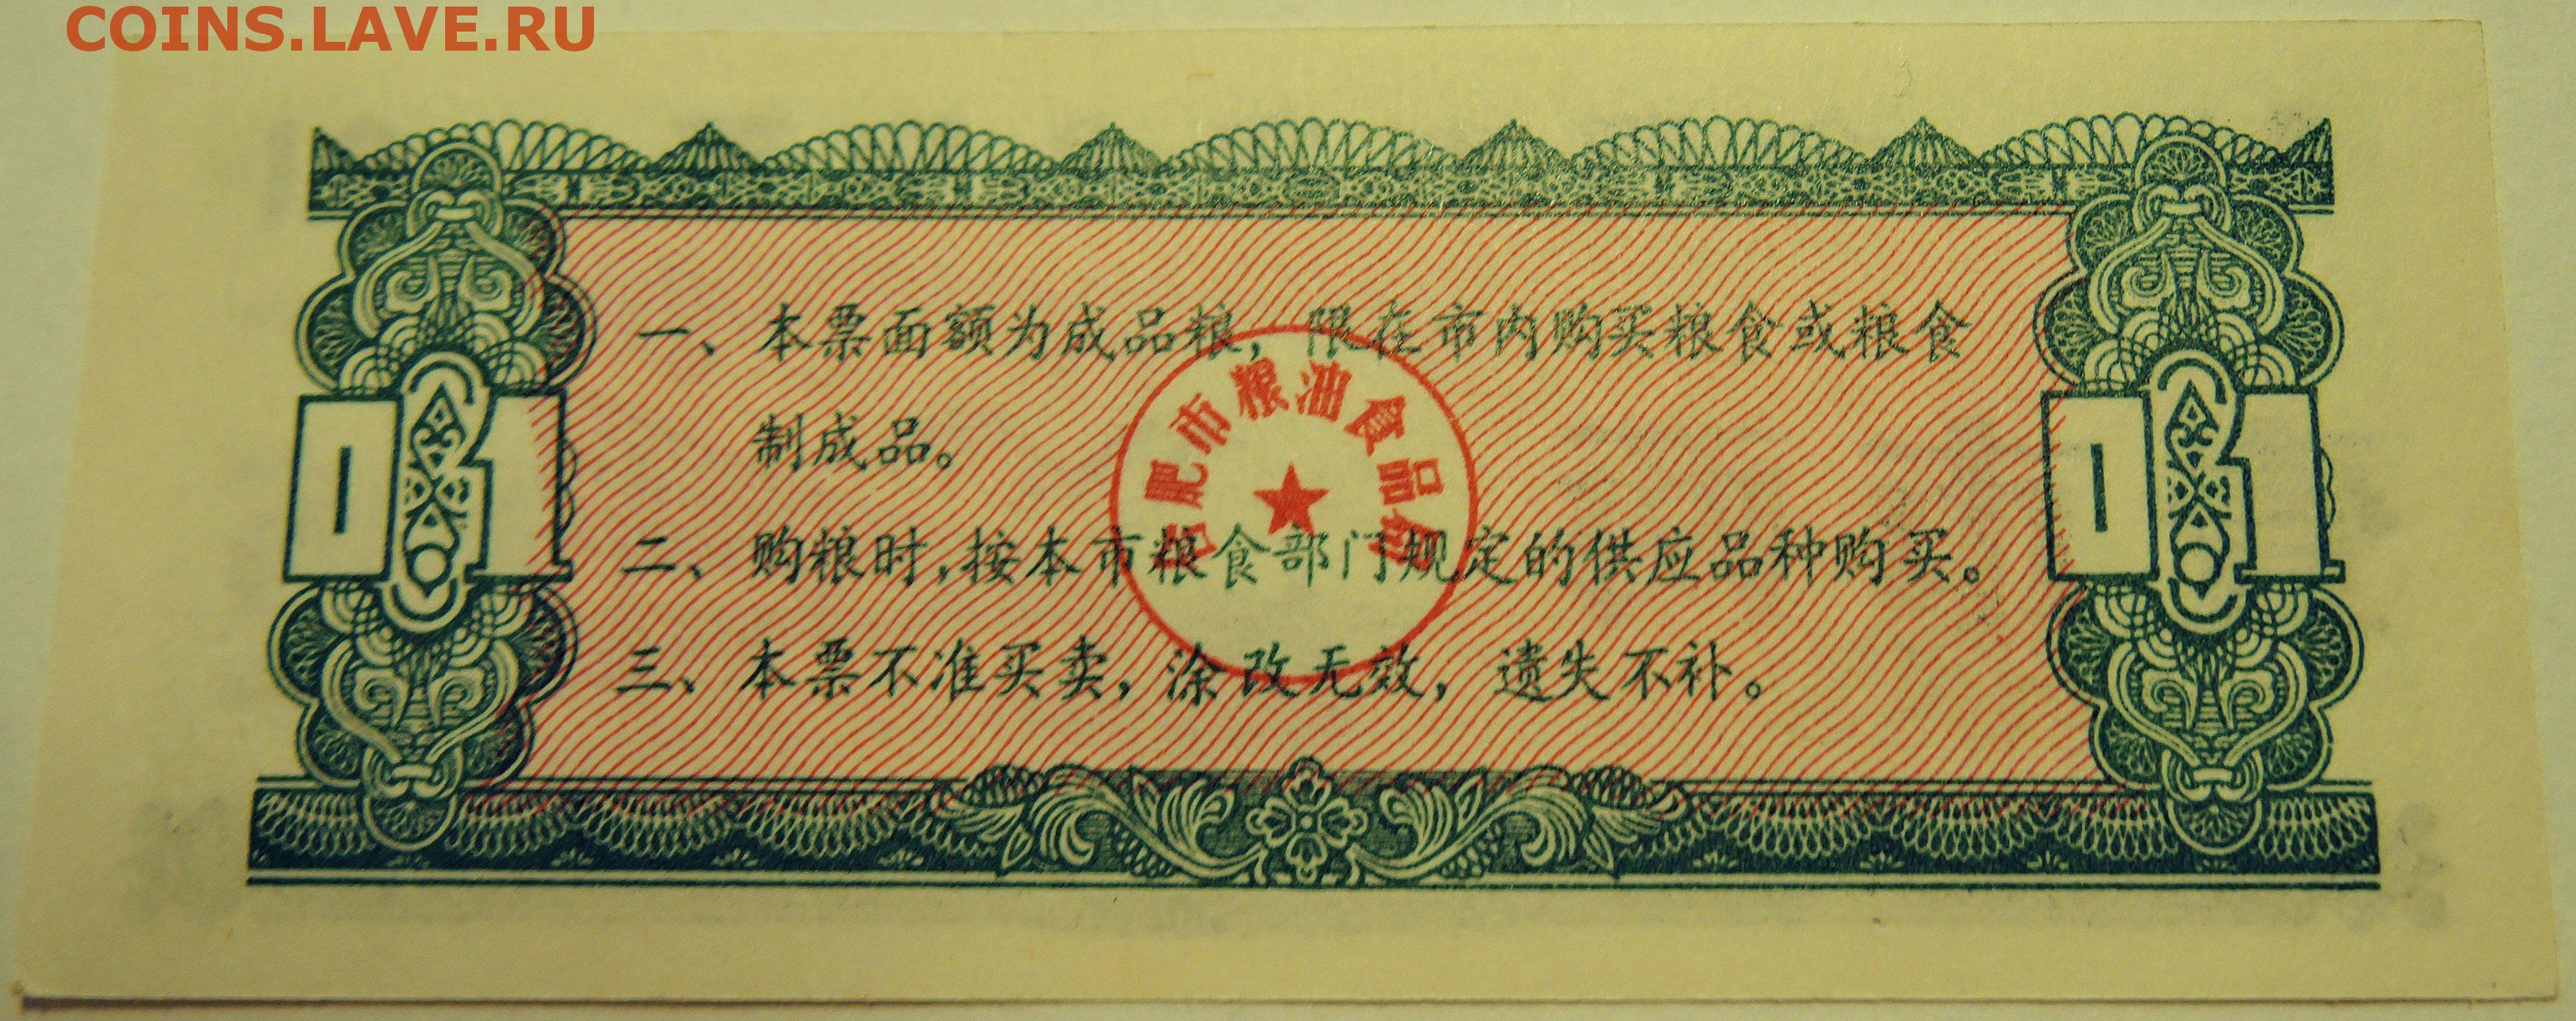 COINS.LAVE.RU
一、本票面额为成品粮，限在市内购买粮食或粮食
制成品。
二、购粮时，按本市粮食部门规定的供应品种购买。
三、本票不准买卖，涂改无效，遗失不补。
合肥市粮油食品局
0.1
0.1